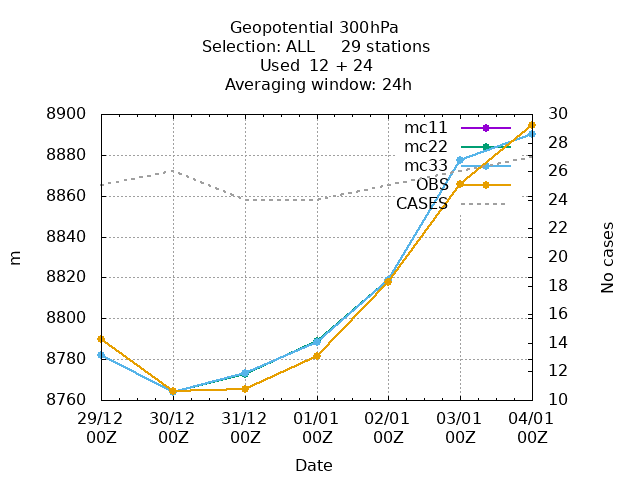 Geopotential 300hPa
Selection: ALL     29 stations
Used  12 + 24
Averaging window: 24h
8900
8880
8860
8840
8820
8800
8780
8760
m
30
28
26
24
22
20
18
16
14
12
10
No cases
mc11
mc22
mc33
OBS
CASES
29/12 30/12 31/12 01/01 02/01 03/01 04/01
00Z 00Z 00Z 00Z 00Z 00Z 00Z
Date